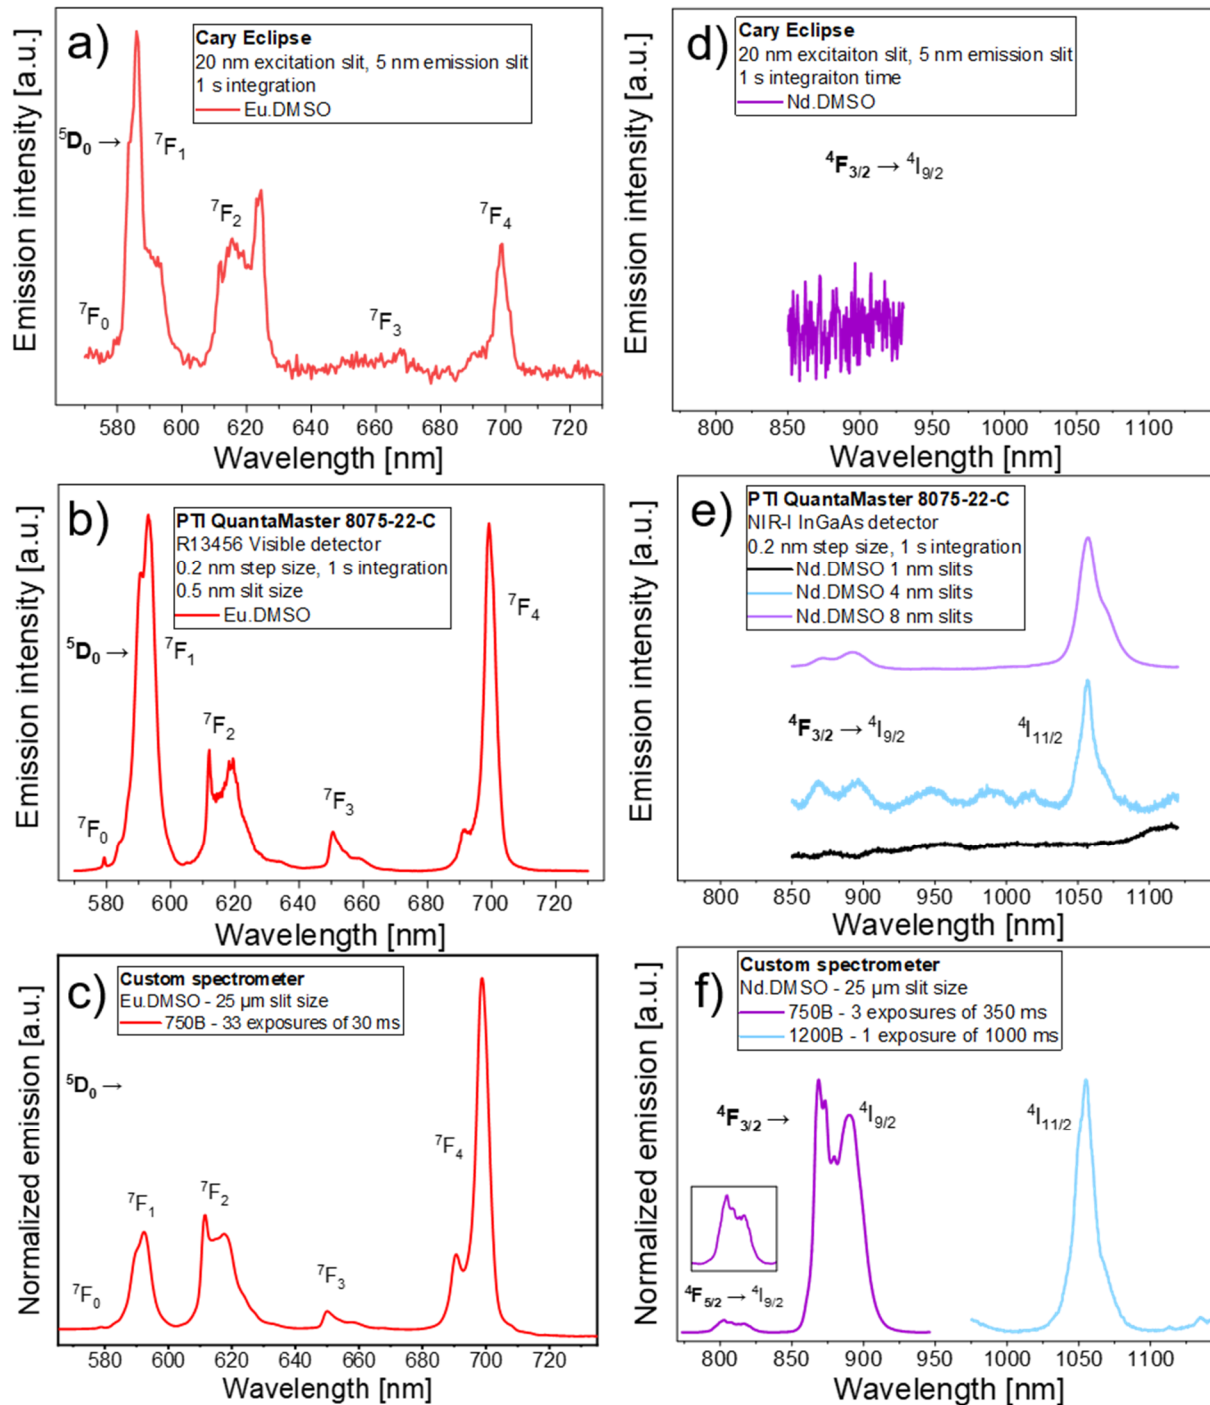 a)
Cary Eclipse
20 nm excitation slit, 5 nm emission slit
1 s integration
Eu.DMSO
⁵D₀ →
⁷F₁
⁷F₂
⁷F₄
⁷F₀
⁷F₃
Emission intensity [a.u.]
580 600 620 640 660 680 700 720
Wavelength [nm]
d)
Cary Eclipse
20 nm excitaiton slit, 5 nm emission slit
1 s integraiton time
Nd.DMSO
⁴F₃/₂ → ⁴I₉/₂
Emission intensity [a.u.]
800 850 900 950 1000 1050 1100
Wavelength [nm]
b)
PTI QuantaMaster 8075-22-C
R13456 Visible detector
0.2 nm step size, 1 s integration
0.5 nm slit size
Eu.DMSO
⁷F₄
⁵D₀ →
⁷F₁
⁷F₂
⁷F₃
⁷F₀
Emission intensity [a.u.]
580 600 620 640 660 680 700 720
Wavelength [nm]
e)
PTI QuantaMaster 8075-22-C
NIR-I InGaAs detector
0.2 nm step size, 1 s integration
Nd.DMSO 1 nm slits
Nd.DMSO 4 nm slits
Nd.DMSO 8 nm slits
⁴F₃/₂ → ⁴I₉/₂
⁴I₁₁/₂
Emission intensity [a.u.]
800 850 900 950 1000 1050 1100
Wavelength [nm]
c)
Custom spectrometer
Eu.DMSO - 25 µm slit size
750B - 33 exposures of 30 ms
⁵D₀ →
⁷F₄
⁷F₁
⁷F₂
⁷F₃
⁷F₀
Normalized emission [a.u.]
580 600 620 640 660 680 700 720
Wavelength [nm]
f)
Custom spectrometer
Nd.DMSO - 25 µm slit size
750B - 3 exposures of 350 ms
1200B - 1 exposure of 1000 ms
⁴F₃/₂ →
⁴I₉/₂
⁴I₁₁/₂
⁴F₅/₂ → ⁴I₉/₂
Normalized emission [a.u.]
800 850 900 950 1000 1050 1100
Wavelength [nm]